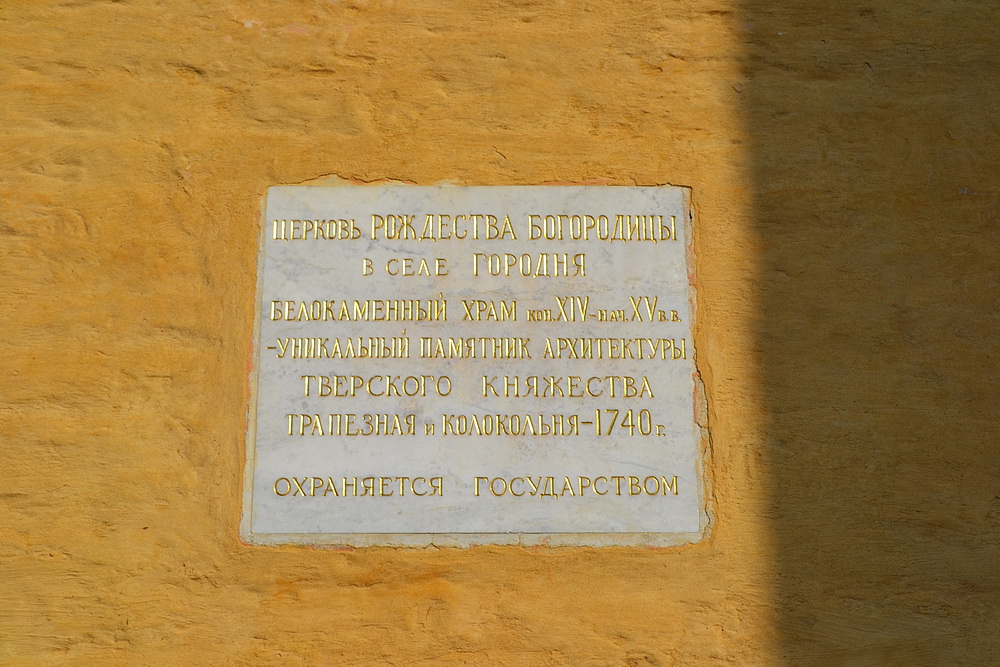 ЦЕРКОВЬ РОЖДЕСТВА БОГОРОДИЦЫ
В СЕЛЕ ГОРОДНЯ
БЕЛОКАМЕННЫЙ ХРАМ КОН.XIV-НАЧ.XV В.В.
-УНИКАЛЬНЫЙ ПАМЯТНИК АРХИТЕКТУРЫ
ТВЕРСКОГО КНЯЖЕСТВА
ТРАПЕЗНАЯ и КОЛОКОЛЬНЯ-1740 г.
ОХРАНЯЕТСЯ ГОСУДАРСТВОМ